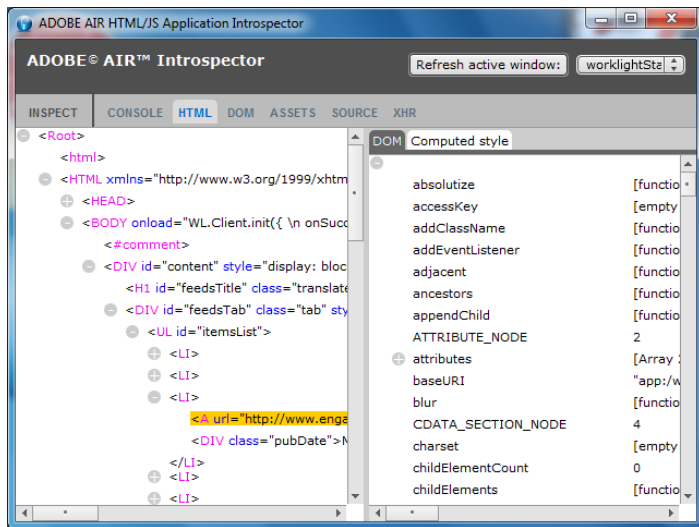 ADOBE AIR HTML/JS Application Introspector
ADOBE© AIR™ Introspector
Refresh active window:
worklightSta
INSPECT CONSOLE HTML DOM ASSETS SOURCE XHR
<Root>
<html>
<HTML xmlns="http://www.w3.org/1999/xhtm
<HEAD>
<BODY onload="WL.Client.init({ \n onSucc
<#comment>
<DIV id="content" style="display: bloc
<H1 id="feedsTitle" class="translate
<DIV id="feedsTab" class="tab" sty
<UL id="itemsList">
<LI>
<LI>
<LI>
<A url="http://www.enga
<DIV class="pubDate">M
</LI>
<LI>
<LI>
DOM Computed style
absolutize [functio
accessKey [empty
addClassName [functio
addEventListener [functio
adjacent [functio
ancestors [functio
appendChild [functio
ATTRIBUTE_NODE 2
attributes [Array 2
baseURI "app:/w
blur [functio
CDATA_SECTION_NODE 4
charset [empty
childElementCount 0
childElements [functio